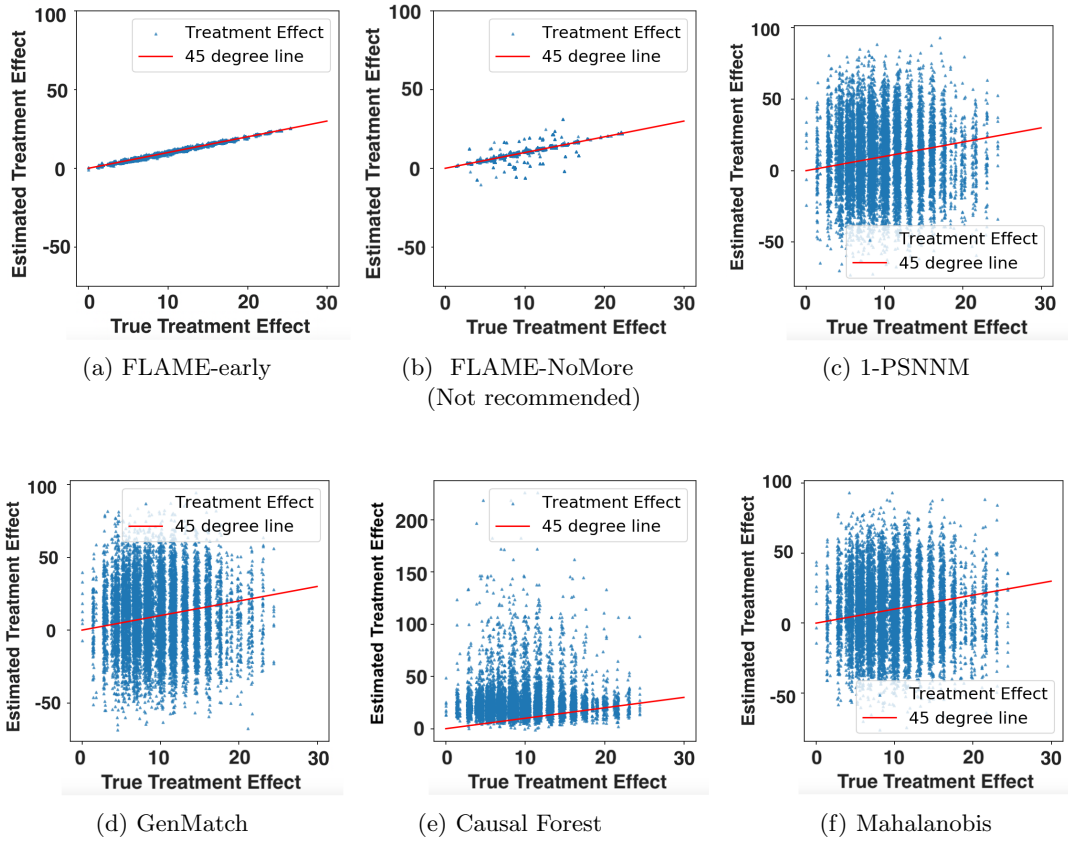 100
50
0
-50
Estimated Treatment Effect
Treatment Effect
45 degree line
0 10 20 30
True Treatment Effect
(a) FLAME-early
100
50
0
-50
Estimated Treatment Effect
Treatment Effect
45 degree line
0 10 20 30
True Treatment Effect
(b) FLAME-NoMore
(Not recommended)
100
50
0
-50
Estimated Treatment Effect
Treatment Effect
45 degree line
0 10 20 30
True Treatment Effect
(c) 1-PSNNM
100
50
0
-50
Estimated Treatment Effect
Treatment Effect
45 degree line
0 10 20 30
True Treatment Effect
(d) GenMatch
200
150
100
50
0
Estimated Treatment Effect
Treatment Effect
45 degree line
0 10 20 30
True Treatment Effect
(e) Causal Forest
100
50
0
-50
Estimated Treatment Effect
Treatment Effect
45 degree line
0 10 20 30
True Treatment Effect
(f) Mahalanobis